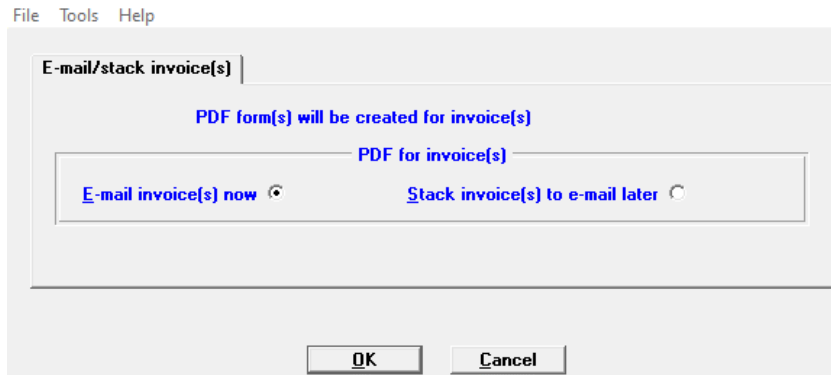 File Tools Help
E-mail/stack invoice(s)
PDF form(s) will be created for invoice(s)
PDF for invoice(s)
E-mail invoice(s) now Stack invoice(s) to e-mail later
OK Cancel